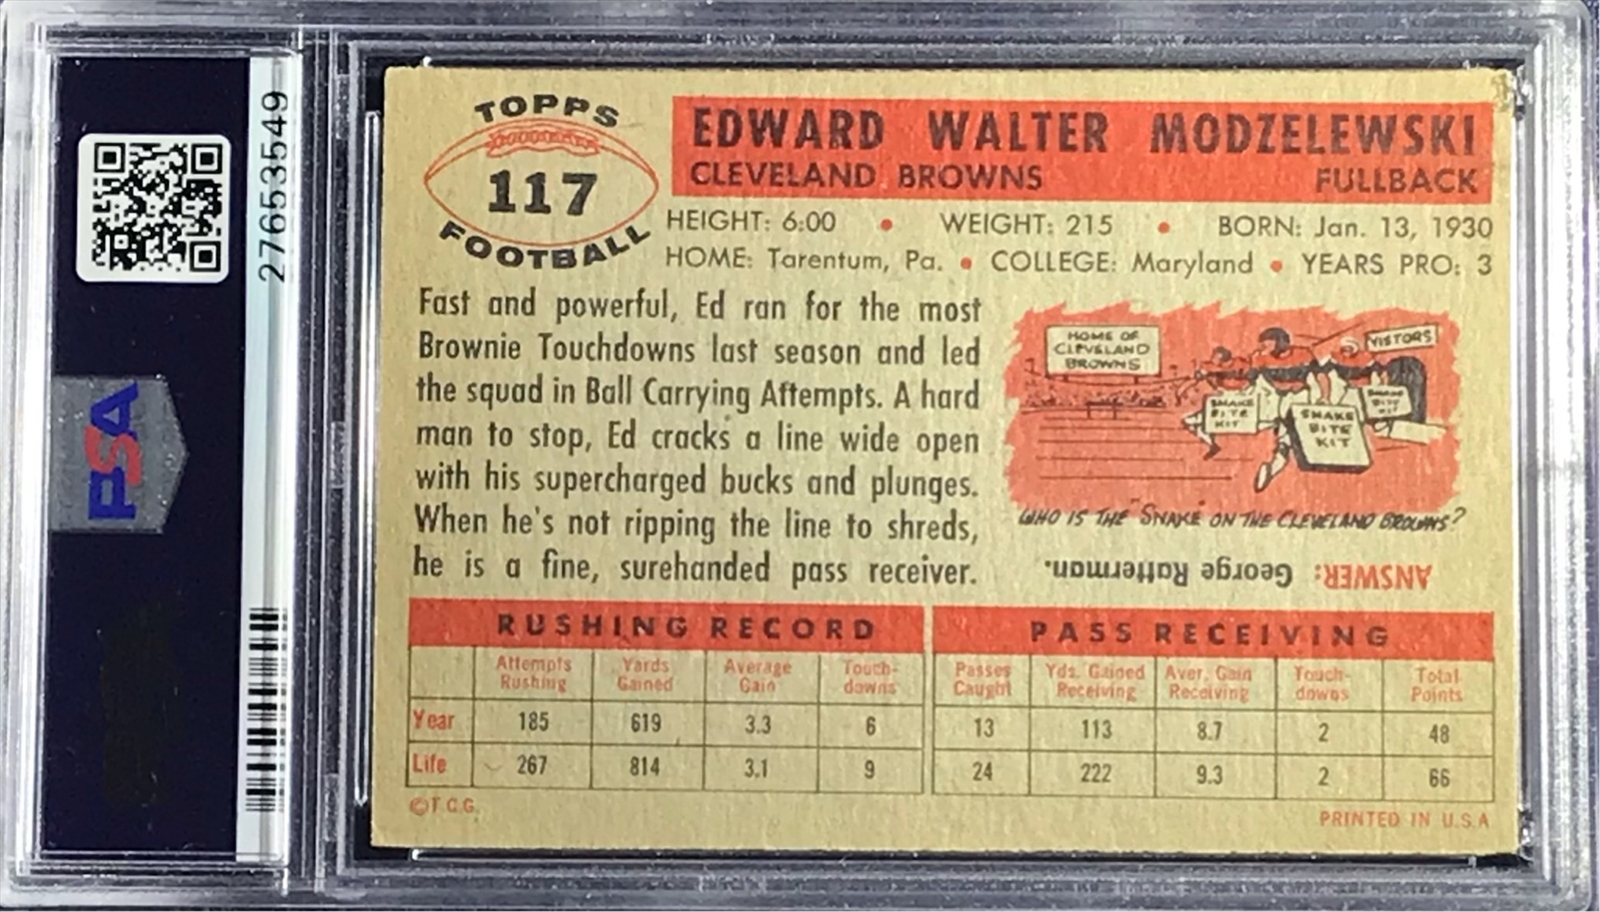 27653549
PSA
TOPPS
117
FOOTBALL
EDWARD WALTER MODZELEWSKI
CLEVELAND BROWNS FULLBACK
HEIGHT: 6:00 • WEIGHT: 215 • BORN: Jan. 13, 1930
HOME: Tarentum, Pa. • COLLEGE: Maryland • YEARS PRO: 3
Fast and powerful, Ed ran for the most
Brownie Touchdowns last season and led
the squad in Ball Carrying Attempts. A hard
man to stop, Ed cracks a line wide open
with his supercharged bucks and plunges.
When he's not ripping the line to shreds,
he is a fine, surehanded pass receiver.
HOME OF
CLEVELAND
BROWNS
VISTORS
SNAKE
BITE
KIT
SNAKE
BITE
KIT
SNAKE
BIT
KIT
WHO IS THE "SNAKE" ON THE CLEVELAND BROWNS?
ANSWER: George Ratterman.
RUSHING RECORD PASS RECEIVING
Attempts Rushing Yards Gained Average Gain Touch-downs Passes Caught Yds. Gained Receiving Aver. Gain Receiving Touch-downs Total Points
Year 185 619 3.3 6 13 113 8.7 2 48
Life 267 814 3.1 9 24 222 9.3 2 66
©T.C.G. PRINTED IN U.S.A